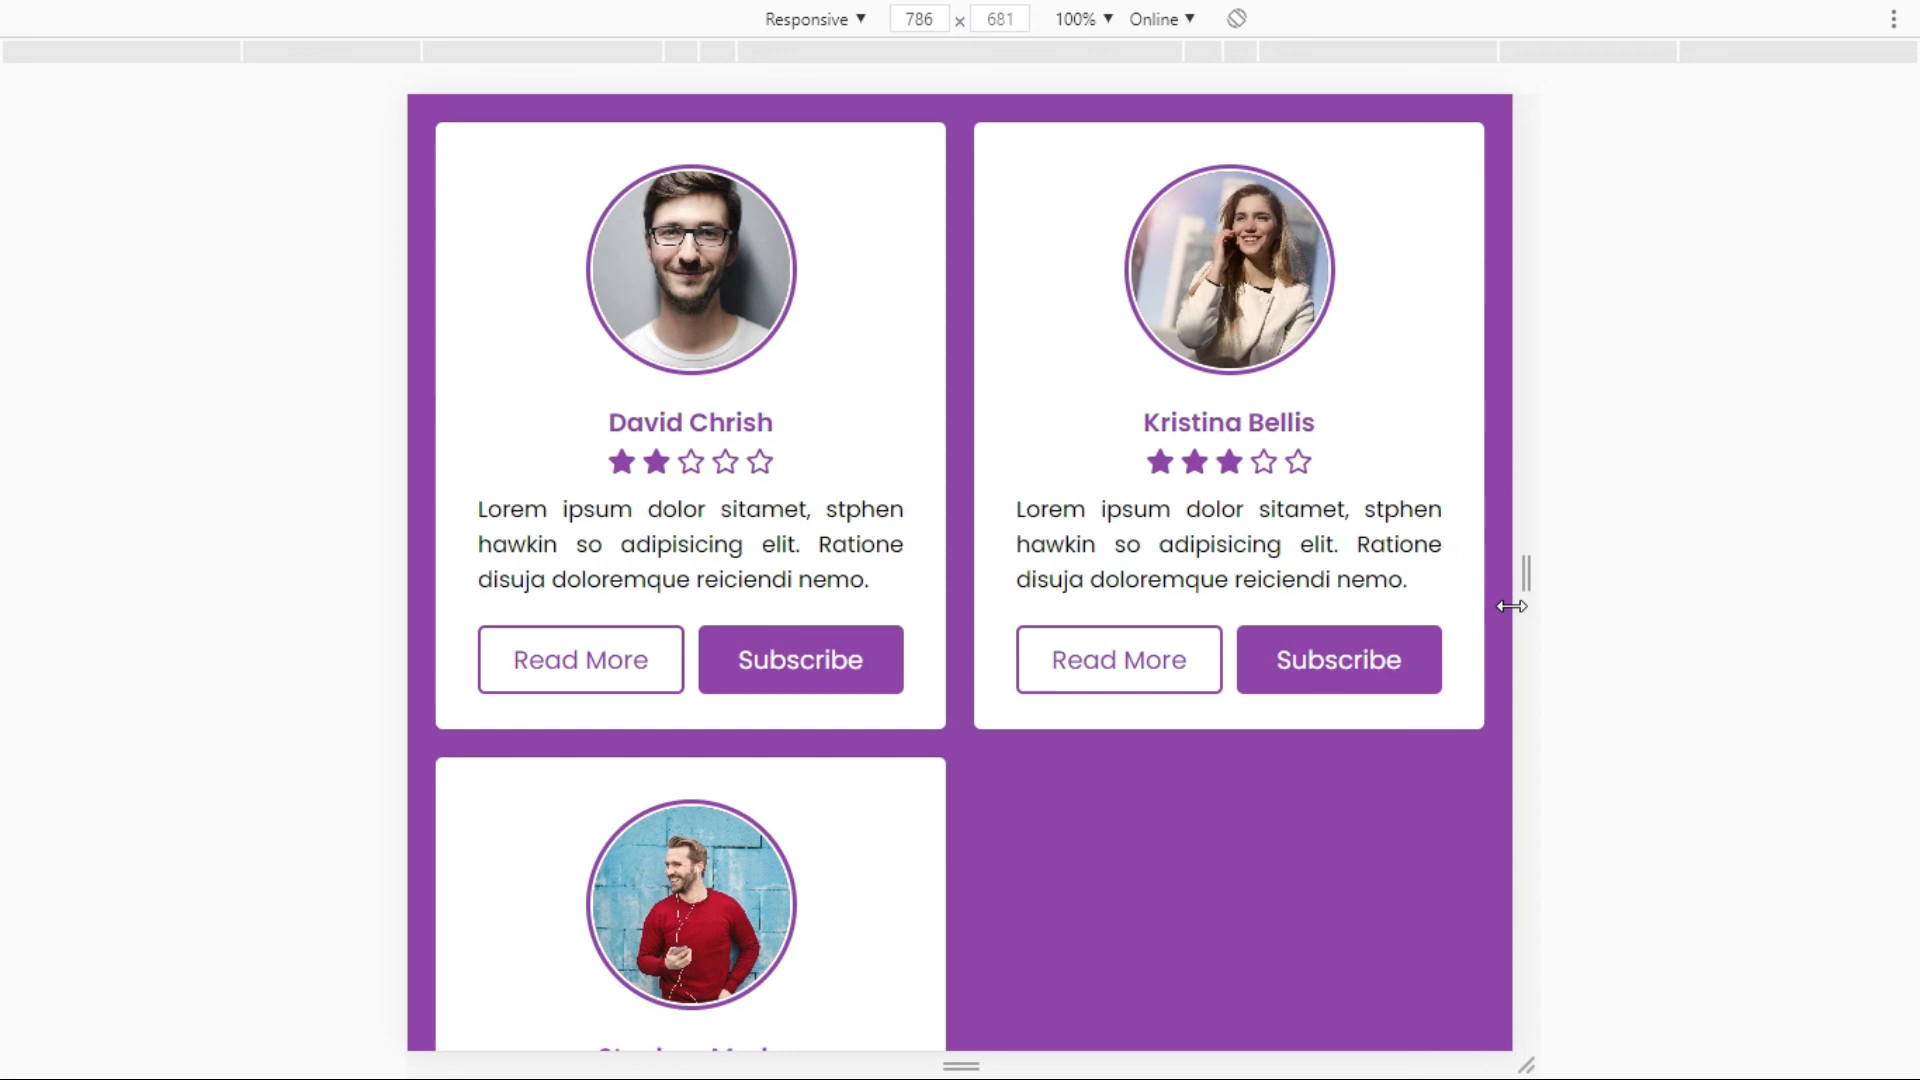 Responsive ▼ 786 × 681 100% ▼ Online ▼
David Chrish
Lorem ipsum dolor sitamet, stphen
hawkin so adipisicing elit. Ratione
disuja doloremque reiciendi nemo.
Read More Subscribe
Kristina Bellis
Lorem ipsum dolor sitamet, stphen
hawkin so adipisicing elit. Ratione
disuja doloremque reiciendi nemo.
Read More Subscribe